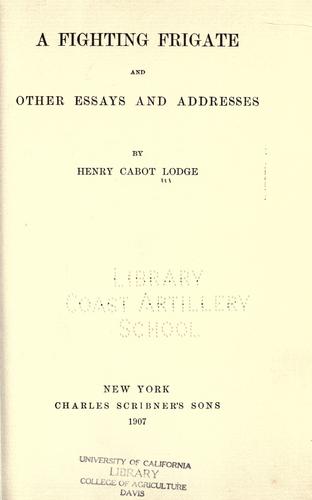 A FIGHTING FRIGATE
AND
OTHER ESSAYS AND ADDRESSES
BY
HENRY CABOT LODGE
LIBRARY
COAST ARTILLERY
SCHOOL
NEW YORK
CHARLES SCRIBNER'S SONS
1907
UNIVERSITY OF CALIFORNIA
LIBRARY
COLLEGE OF AGRICULTURE
DAVIS